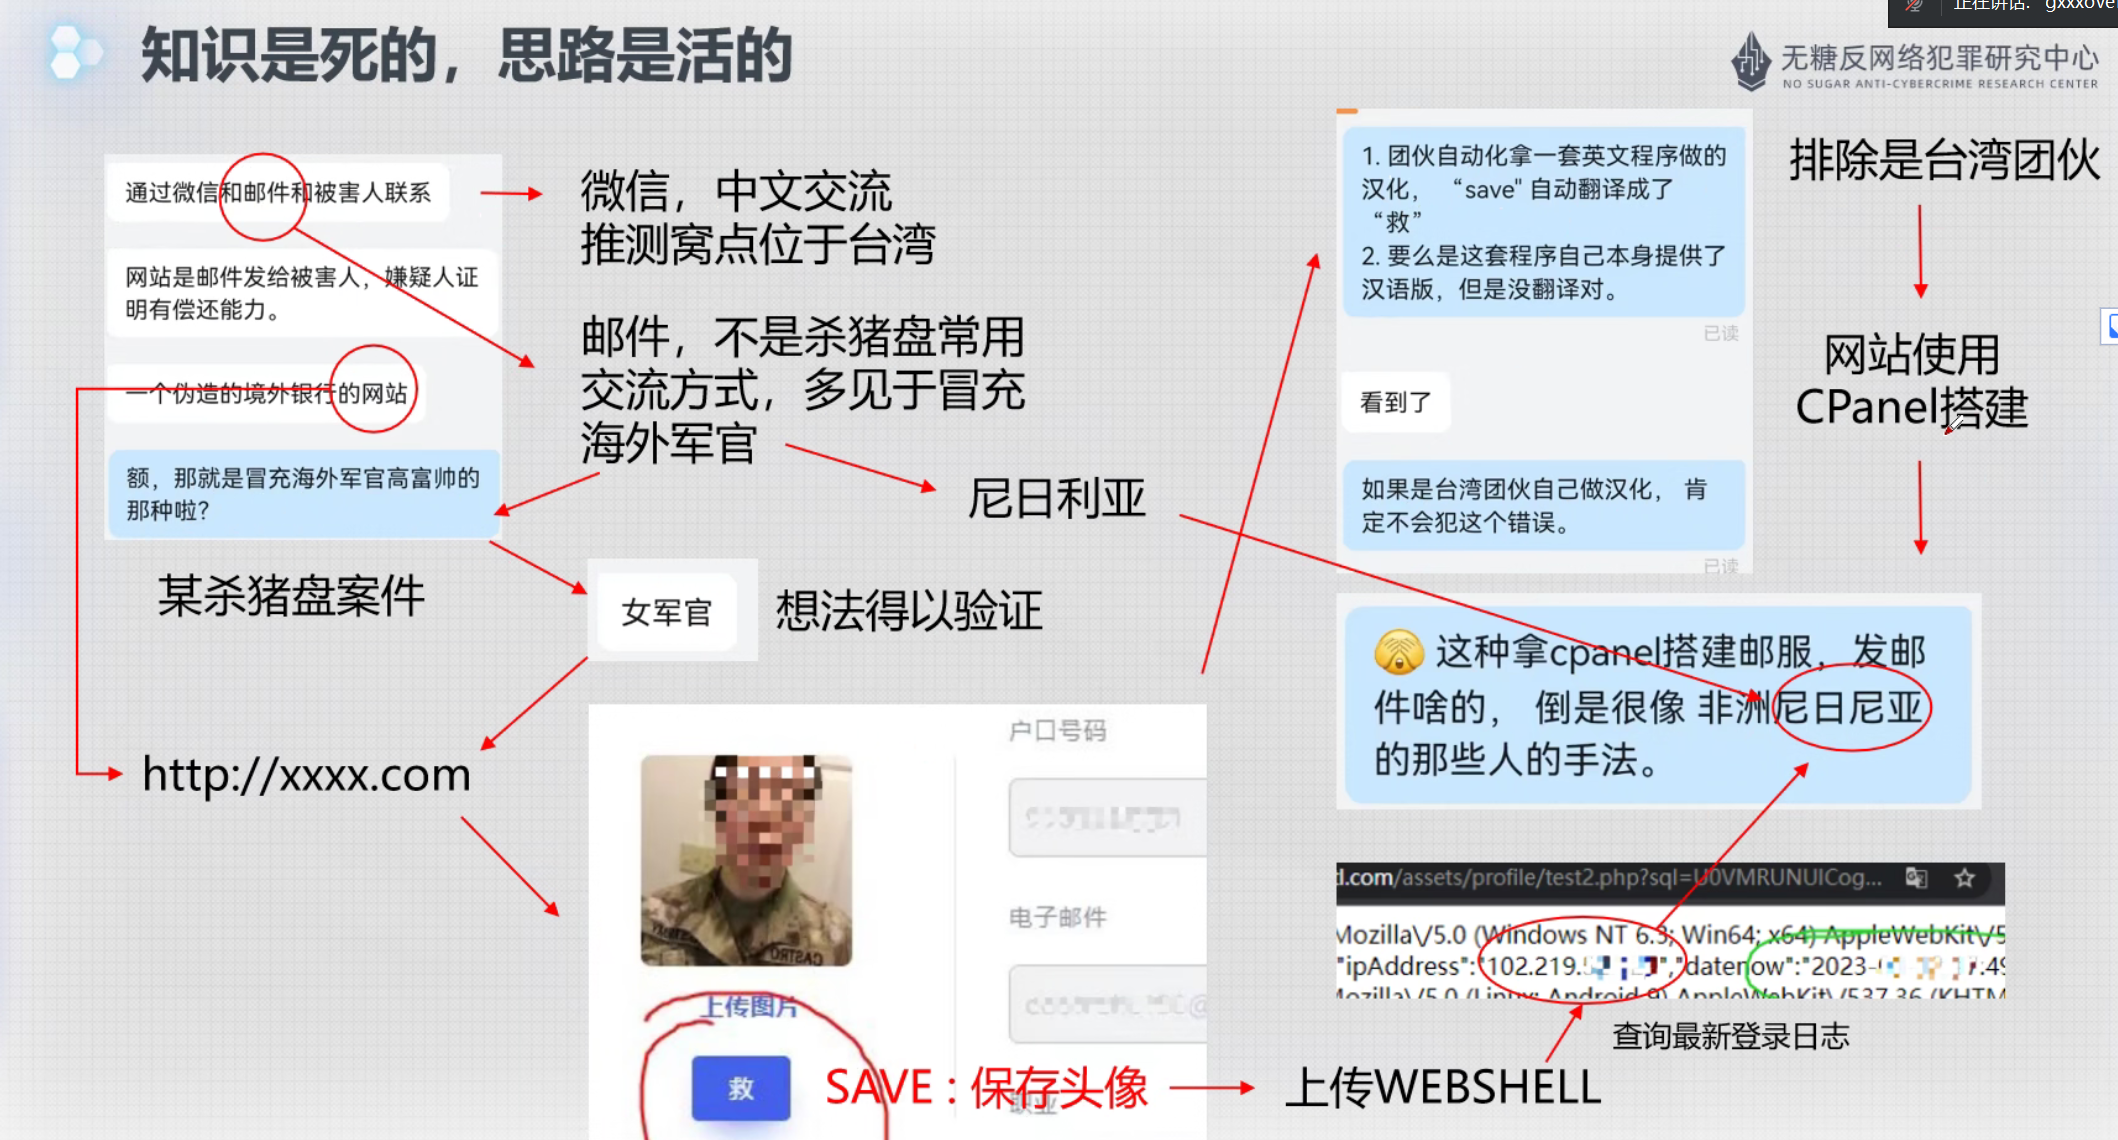 正在讲话：gxxxove
知识是死的，思路是活的
无糖反网络犯罪研究中心
NO SUGAR ANTI-CYBERCRIME RESEARCH CENTER
通过微信和邮件和被害人联系
网站是邮件发给被害人，嫌疑人证
明有偿还能力。
一个伪造的境外银行的网站
额，那就是冒充海外军官高富帅的
那种啦？
某杀猪盘案件
微信，中文交流
推测窝点位于台湾
邮件，不是杀猪盘常用
交流方式，多见于冒充
海外军官
尼日利亚
女军官
想法得以验证
http://xxxx.com
户口号码
电子邮件
CASTRO
上传图片
救
SAVE：保存头像
职业
上传WEBSHELL
1. 团伙自动化拿一套英文程序做的
汉化， “save" 自动翻译成了
“救”
2. 要么是这套程序自己本身提供了
汉语版，但是没翻译对。
已读
看到了
如果是台湾团伙自己做汉化， 肯
定不会犯这个错误。
已读
排除是台湾团伙
网站使用
CPanel搭建
这种拿cpanel搭建邮服， 发邮
件啥的， 倒是很像 非洲尼日尼亚
的那些人的手法。
d.com/assets/profile/test2.php?sql=U0VMRUNUICog...
Mozilla\/5.0 (Windows NT 6.3; Win64; x64) AppleWebKit\/5
"ipAddress":"102.219. ","datenow":"2023- :49
Mozilla\/5.0 (Linux; Android 9) AppleWebKit\/537.36 (KHTM
查询最新登录日志